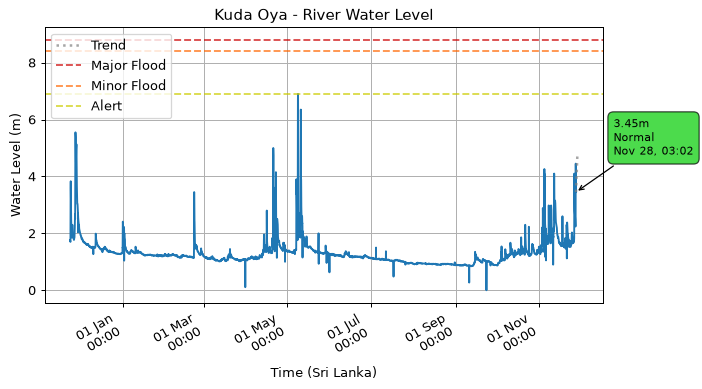 Kuda Oya - River Water Level
Trend
Major Flood
Minor Flood
Alert
3.45m
Normal
Nov 28, 03:02
Water Level (m)
8
6
4
2
0
01 Jan
00:00
01 Mar
00:00
01 May
00:00
01 Jul
00:00
01 Sep
00:00
01 Nov
00:00
Time (Sri Lanka)